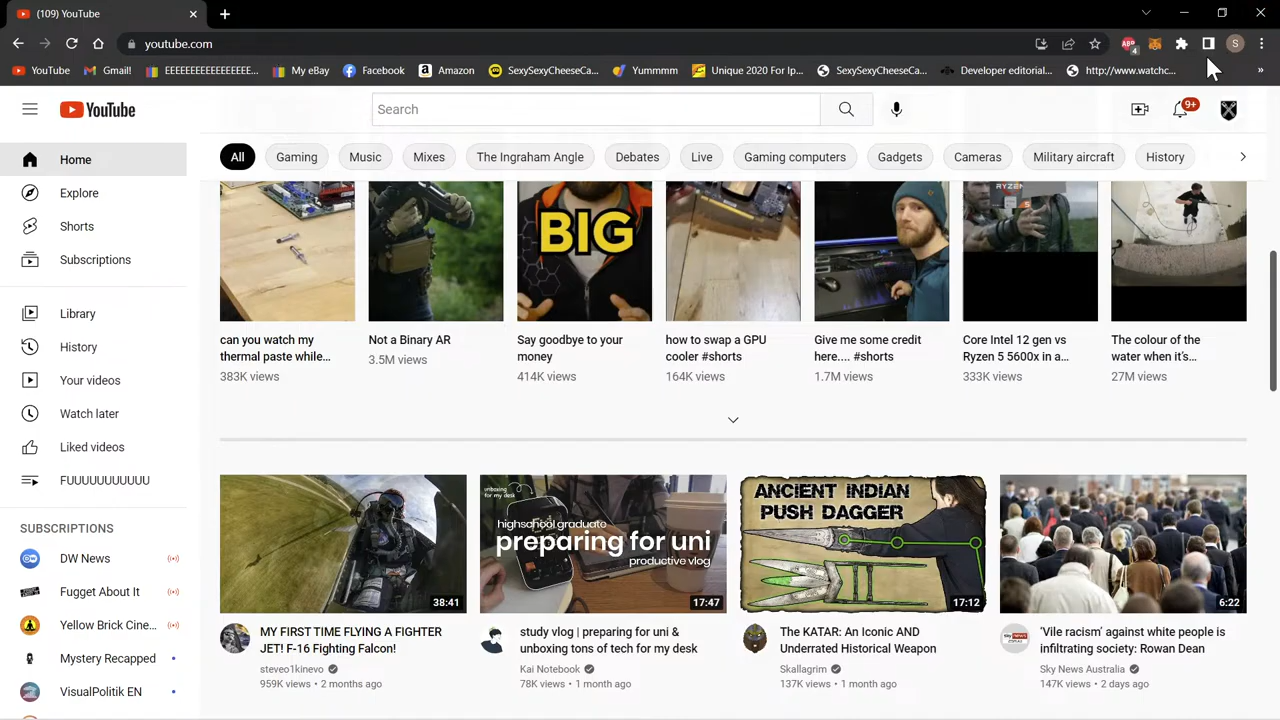 (109) YouTube
youtube.com
4
S
YouTube
Gmail!
EEEEEEEEEEEEEEEE...
My eBay
Facebook
Amazon
SexySexyCheeseCa...
Yummmm
Unique 2020 For Ip...
SexySexyCheeseCa...
Developer editorial...
http://www.watchc...
»
YouTube
Search
9+
Home
Explore
Shorts
Subscriptions
Library
History
Your videos
Watch later
Liked videos
FUUUUUUUUUUU
SUBSCRIPTIONS
DW News
Fugget About It
Yellow Brick Cine...
Mystery Recapped
VisualPolitik EN
All
Gaming
Music
Mixes
The Ingraham Angle
Debates
Live
Gaming computers
Gadgets
Cameras
Military aircraft
History
BIG
RYZEN
5
can you watch my
thermal paste while...
383K views
Not a Binary AR
3.5M views
Say goodbye to your
money
414K views
how to swap a GPU
cooler #shorts
164K views
Give me some credit
here.... #shorts
1.7M views
Core Intel 12 gen vs
Ryzen 5 5600x in a...
333K views
The colour of the
water when it's...
27M views
38:41
MY FIRST TIME FLYING A FIGHTER
JET! F-16 Fighting Falcon!
steveo1kinevo
959K views • 2 months ago
unboxing
for my desk
highschool graduate
preparing for uni
productive vlog
17:47
study vlog | preparing for uni &
unboxing tons of tech for my desk
Kai Notebook
78K views • 1 month ago
ANCIENT INDIAN
PUSH DAGGER
17:12
The KATAR: An Iconic AND
Underrated Historical Weapon
Skallagrim
137K views • 1 month ago
6:22
'Vile racism' against white people is
infiltrating society: Rowan Dean
Sky News Australia
147K views • 2 days ago